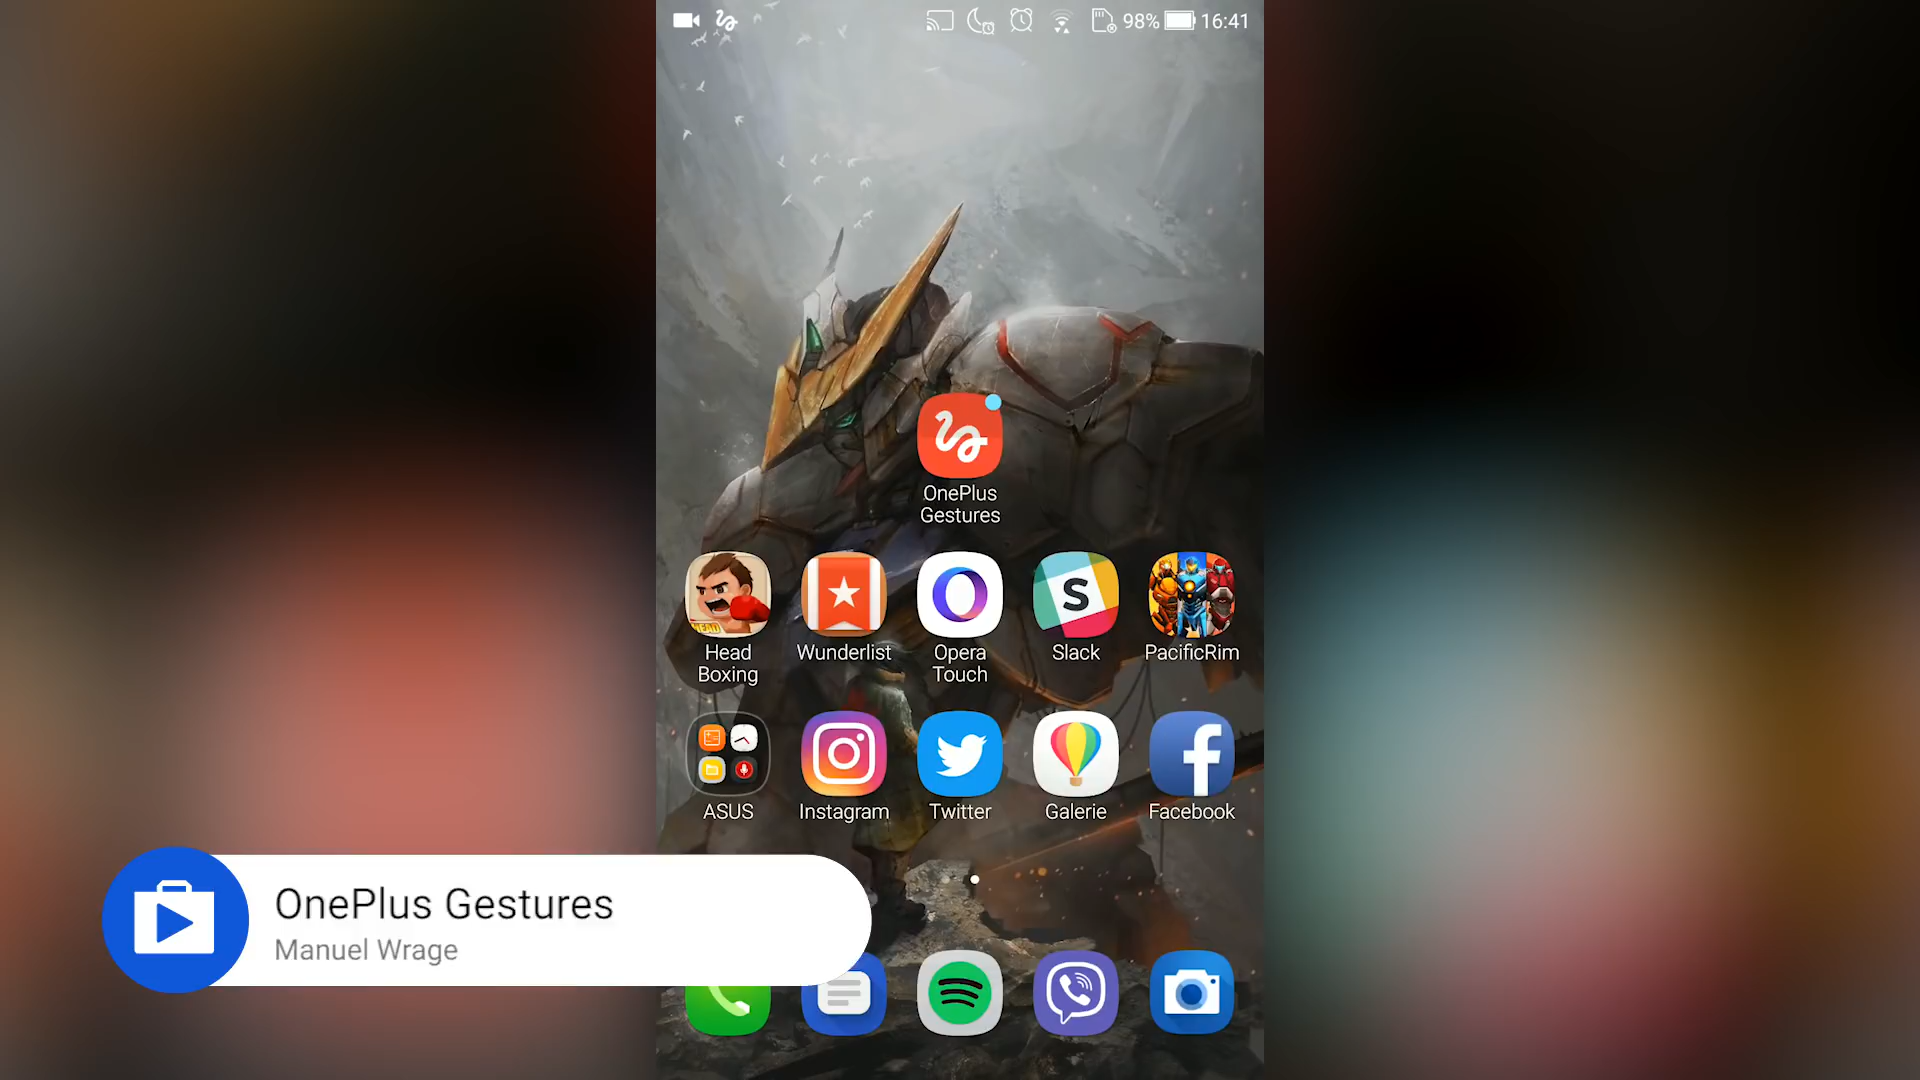 98% 16:41
OnePlus
Gestures
Head
Boxing
Wunderlist
Opera
Touch
Slack
PacificRim
ASUS
Instagram
Twitter
Galerie
Facebook
OnePlus Gestures
Manuel Wrage
S
HEAD